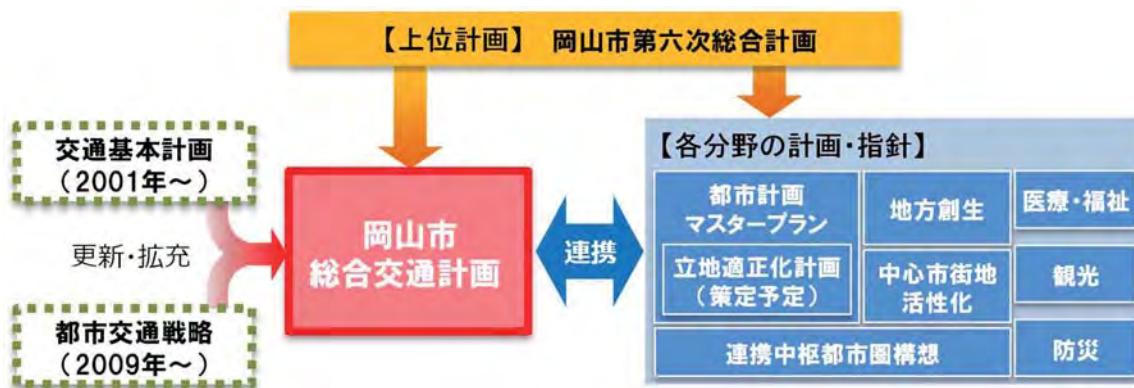 【上位計画】 岡山市第六次総合計画
交通基本計画
(2001年～)
更新・拡充
都市交通戦略
(2009年～)
岡山市
総合交通計画
連携
【各分野の計画・指針】
都市計画
マスタープラン
立地適正化計画
(策定予定)
地方創生
中心市街地
活性化
連携中枢都市圏構想
医療・福祉
観光
防災